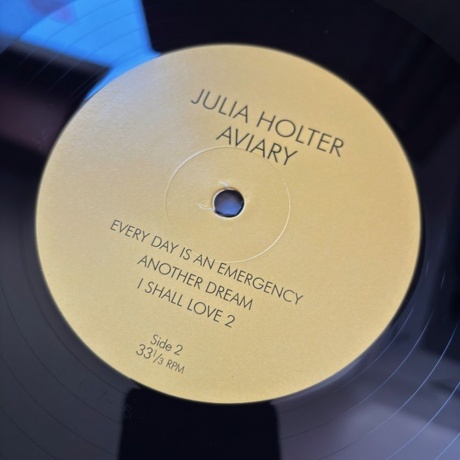 JULIA HOLTER
AVIARY
EVERY DAY IS AN EMERGENCY
ANOTHER DREAM
I SHALL LOVE 2
Side 2
33⅓ RPM